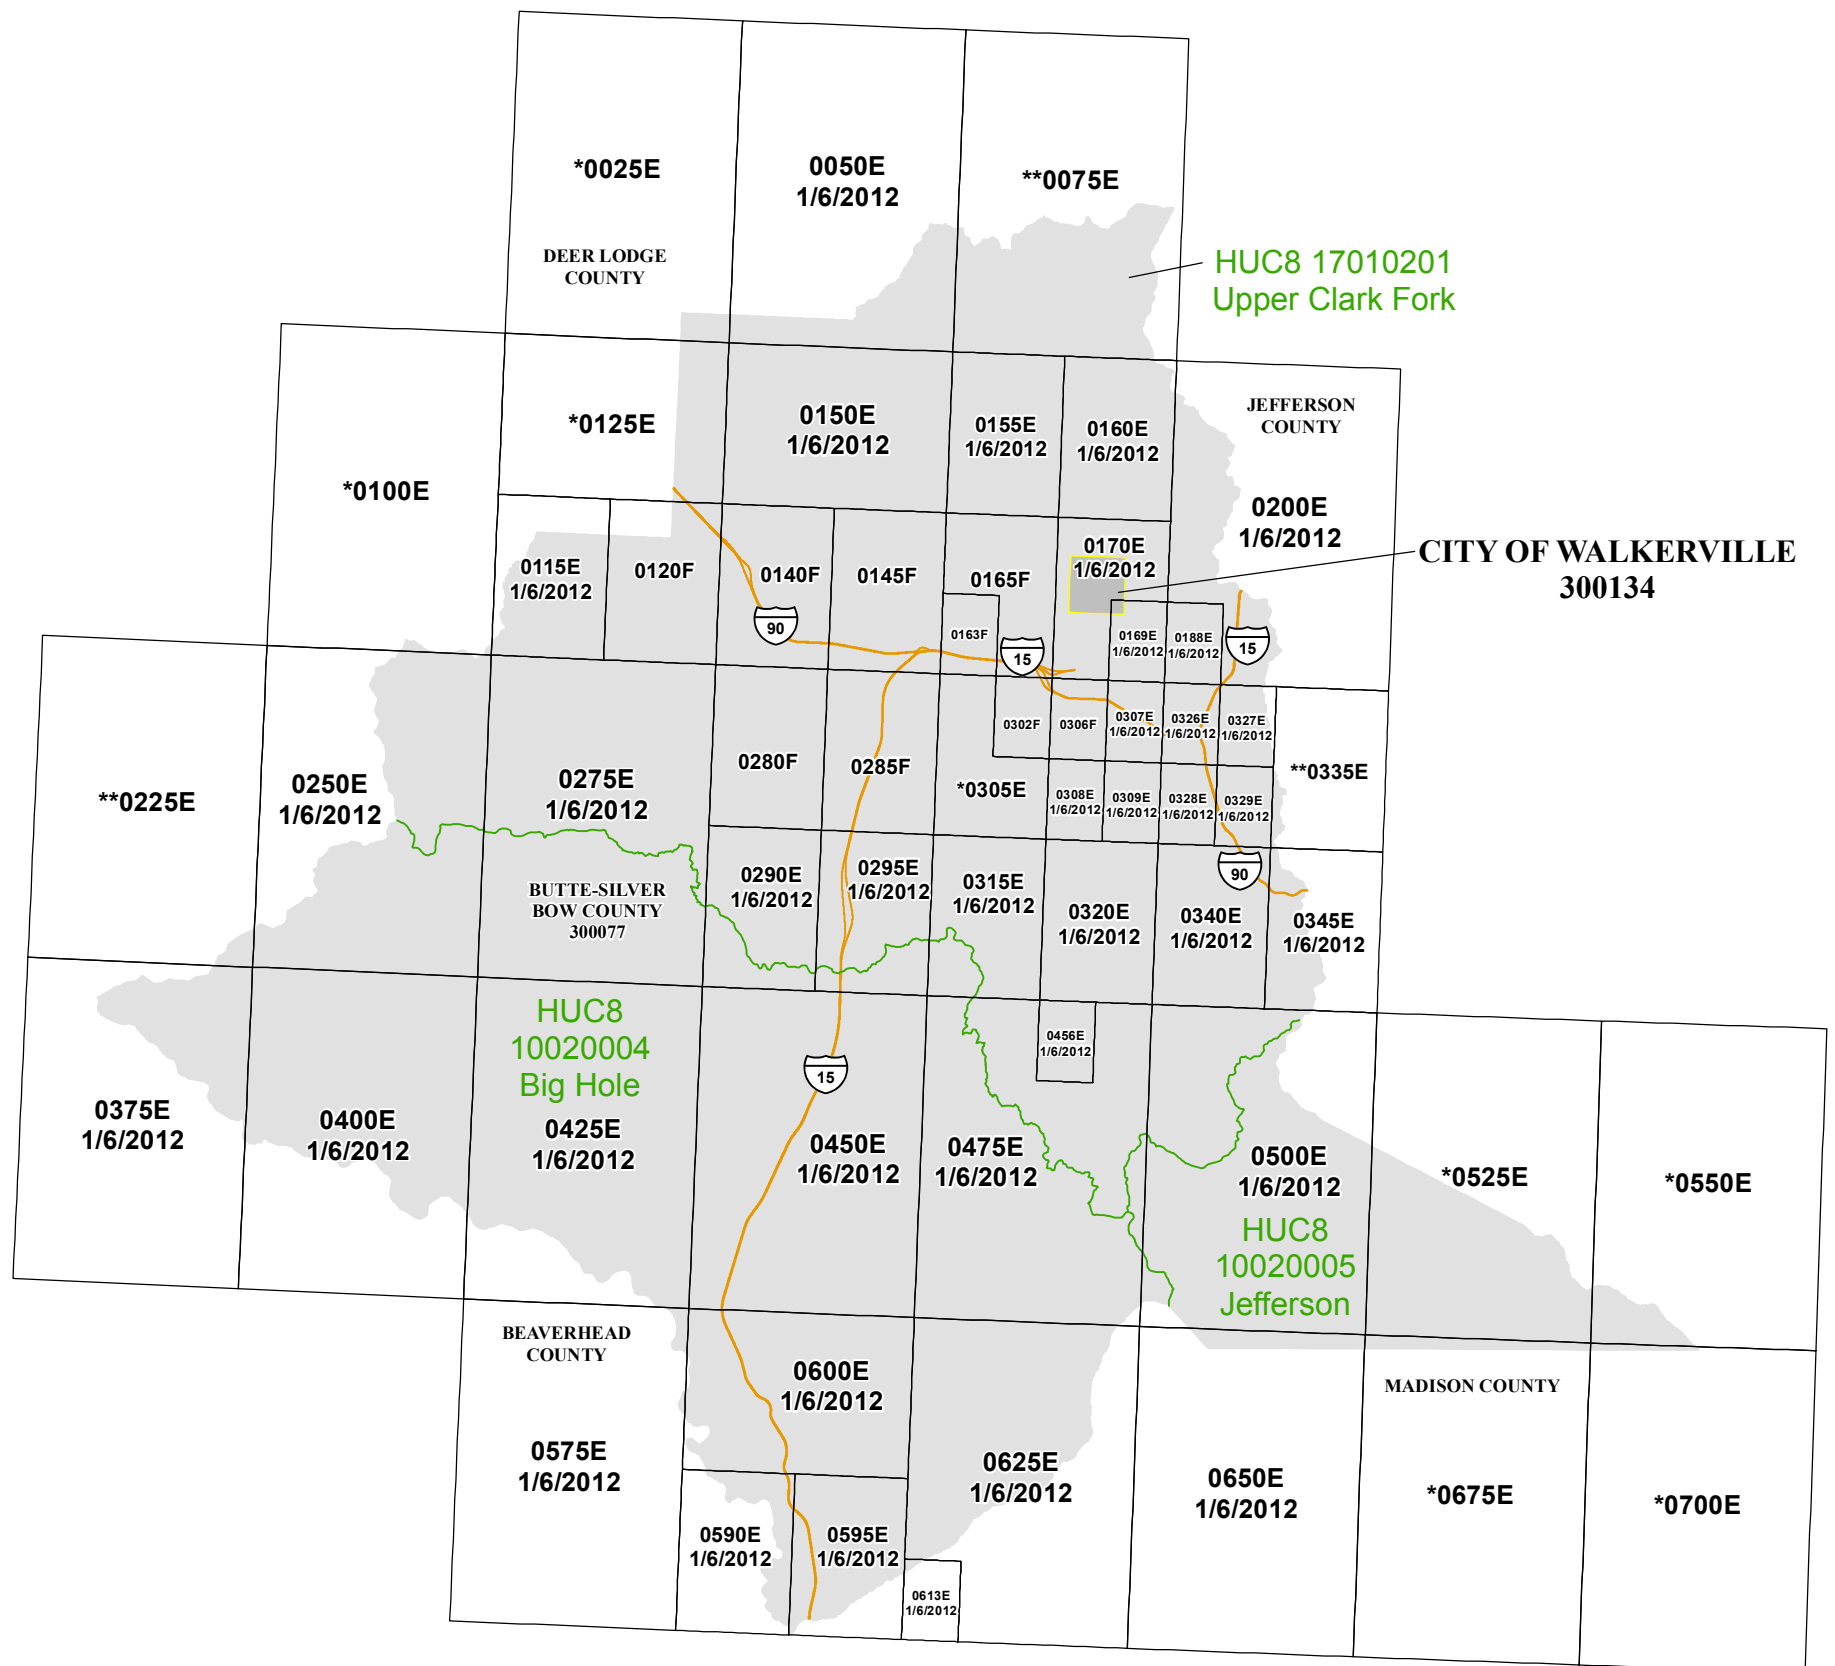 *0025E
0050E
1/6/2012
**0075E
DEER LODGE
COUNTY
HUC8 17010201
Upper Clark Fork
*0100E
*0125E
0150E
1/6/2012
0155E
1/6/2012
0160E
1/6/2012
JEFFERSON
COUNTY
0200E
1/6/2012
CITY OF WALKERVILLE
300134
0115E
1/6/2012
0120F
0140F
0145F
0165F
0170E
1/6/2012
90
0163F
15
0169E
1/6/2012
0188E
1/6/2012
15
**0225E
0250E
1/6/2012
0275E
1/6/2012
0280F
0285F
*0305E
0302F
0306F
0307E
1/6/2012
0326E
1/6/2012
0327E
1/6/2012
**0335E
0308E
1/6/2012
0309E
1/6/2012
0328E
1/6/2012
0329E
1/6/2012
BUTTE-SILVER
BOW COUNTY
300077
0290E
1/6/2012
0295E
1/6/2012
0315E
1/6/2012
0320E
1/6/2012
0340E
1/6/2012
90
0345E
1/6/2012
HUC8
10020004
Big Hole
15
0456E
1/6/2012
0375E
1/6/2012
0400E
1/6/2012
0425E
1/6/2012
0450E
1/6/2012
0475E
1/6/2012
0500E
1/6/2012
HUC8
10020005
Jefferson
*0525E
*0550E
BEAVERHEAD
COUNTY
0575E
1/6/2012
0600E
1/6/2012
0625E
1/6/2012
0650E
1/6/2012
MADISON COUNTY
*0675E
*0700E
0590E
1/6/2012
0595E
1/6/2012
0613E
1/6/2012